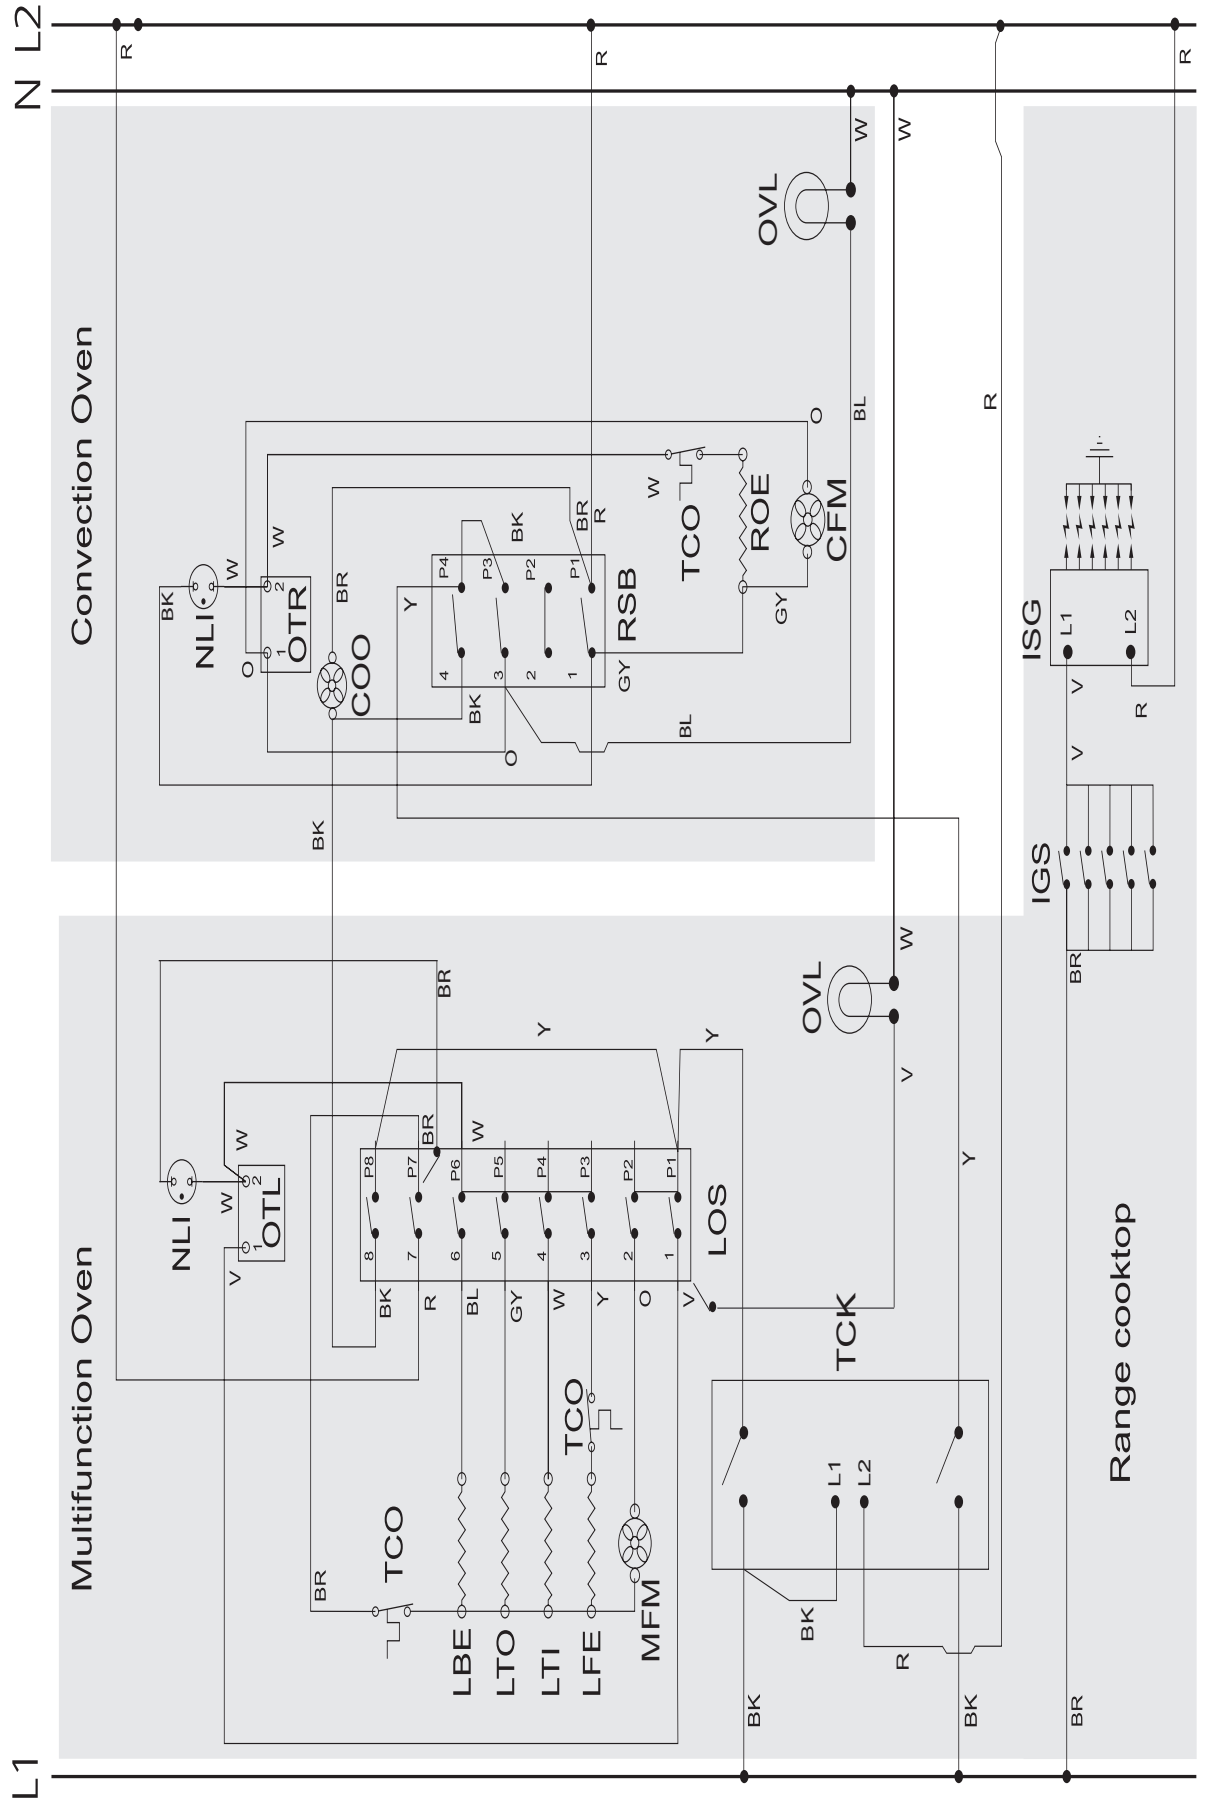 L2
N
R
R
R
W
W
OVL
Convection Oven
R
BL
O
W
W
W
BK
NLI
2
OTR
1
O
BR
COO
BK
BR
R
Y
P4
P3
P2
P1
4
3
2
1
RSB
BK
GY
O
TCO
ROE
CFM
GY
BL
BK
ISG
L1
L2
V
R
V
IGS
BR
W
OVL
V
BR
Y
Y
W
W
NLI
2
OTL
1
V
BR
W
P8
P7
P6
P5
P4
P3
P2
P1
8
7
6
5
4
3
2
1
LOS
BK
R
BL
GY
W
Y
O
V
Y
Multifunction Oven
Range cooktop
TCK
L1
L2
TCO
TCO
BR
LBE
LTO
LTI
LFE
MFM
BK
R
BK
BK
BR
L1